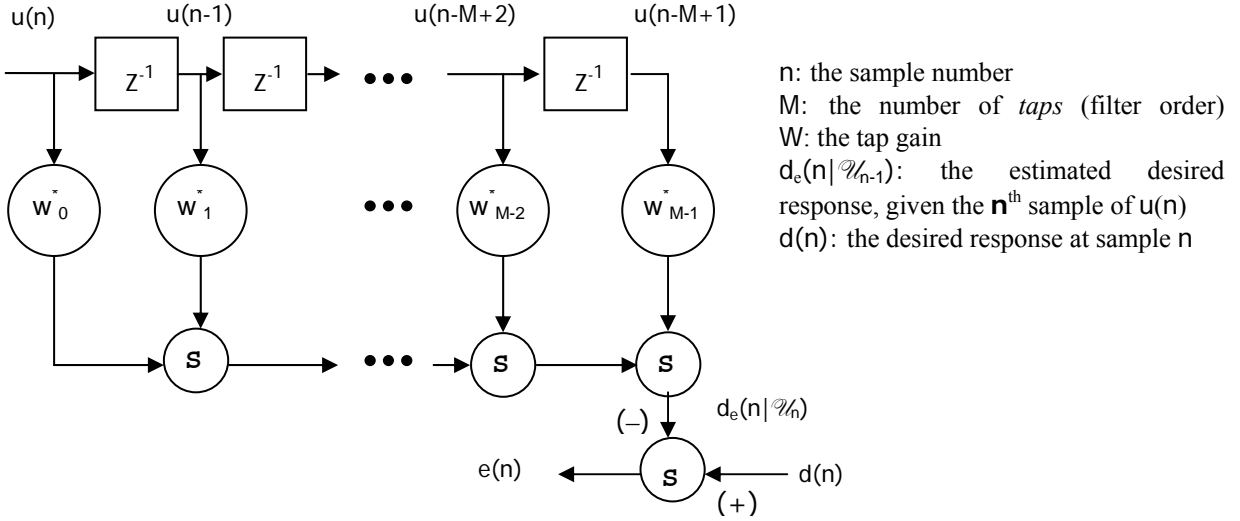 u(n) u(n-1) u(n-M+2) u(n-M+1)
Z⁻¹ Z⁻¹ ••• Z⁻¹
w*₀ w*₁ ••• w*M-2 w*M-1
s ••• s s
(–) dₑ(n|𝒰ₙ)
e(n) s d(n)
(+)
n: the sample number
M: the number of taps (filter order)
W: the tap gain
dₑ(n|𝒰ₙ₋₁): the estimated desired
response, given the nᵗʰ sample of u(n)
d(n): the desired response at sample n